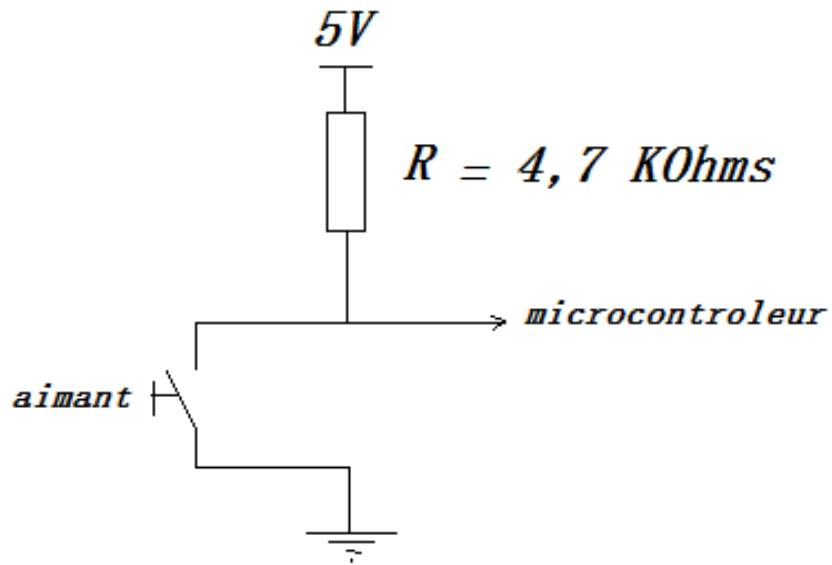 5V
R = 4,7 KOhms
microcontroleur
aimant